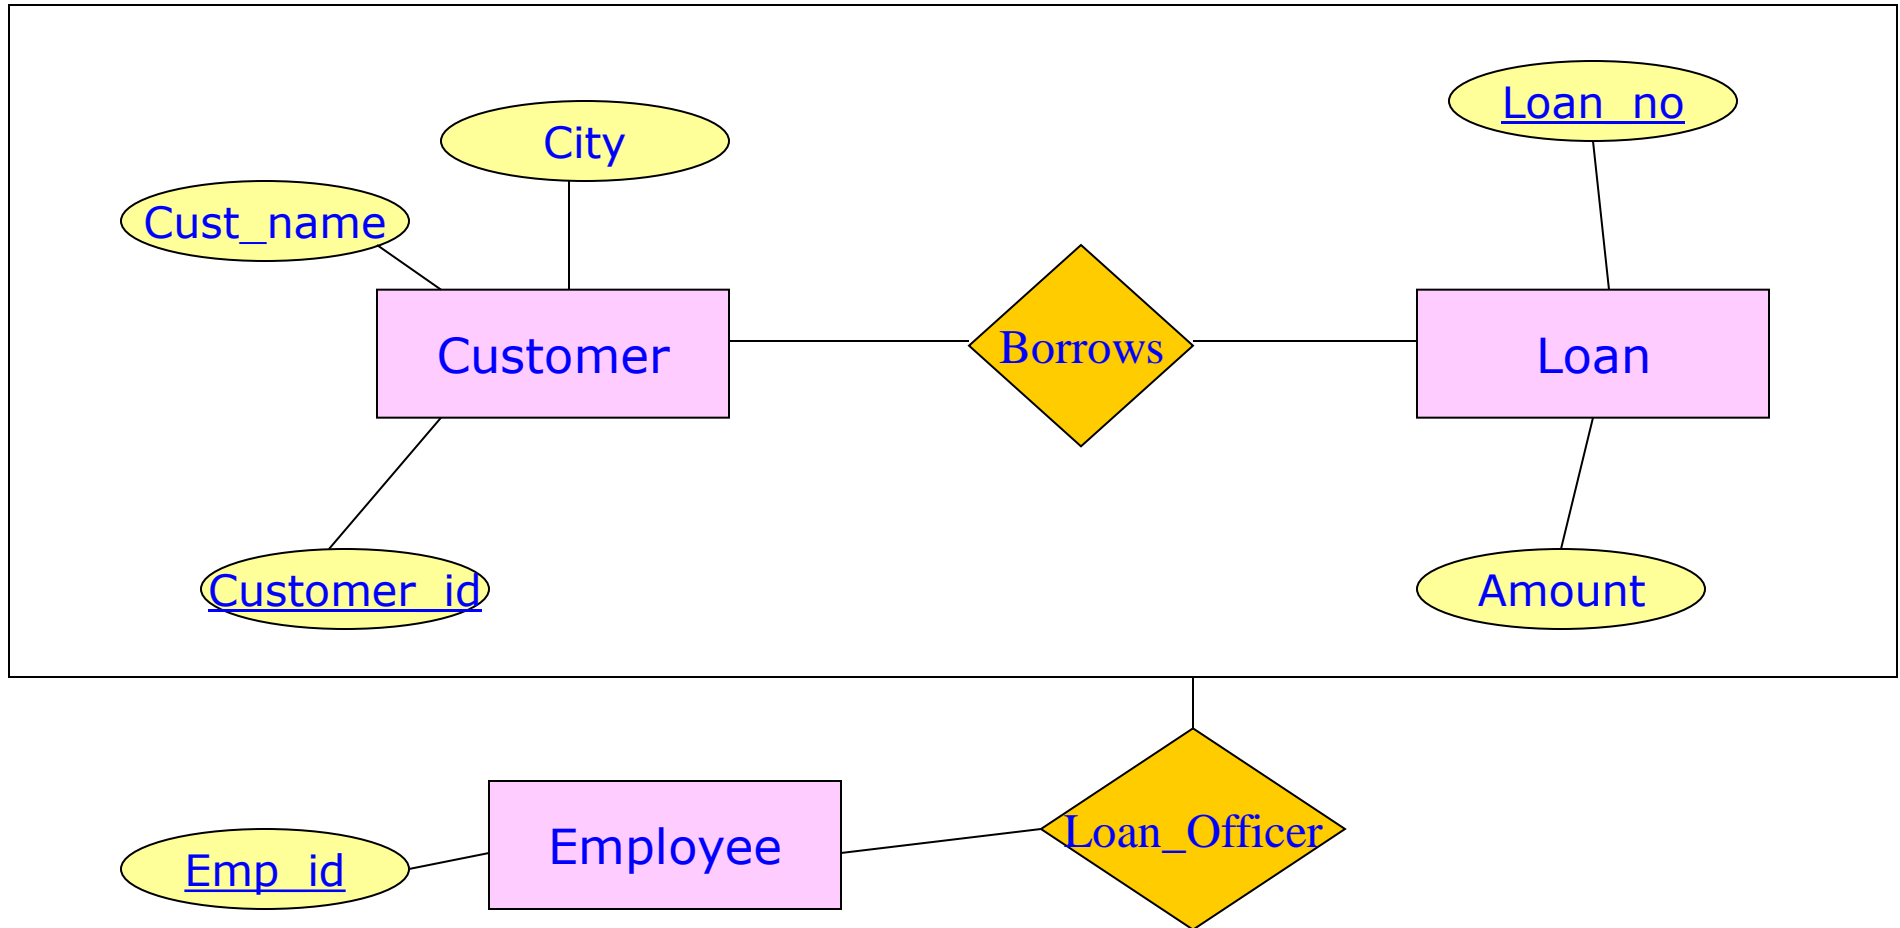 Loan_no
City
Cust_name
Customer
Borrows
Loan
Customer_id
Amount
Employee
Loan_Officer
Emp_id